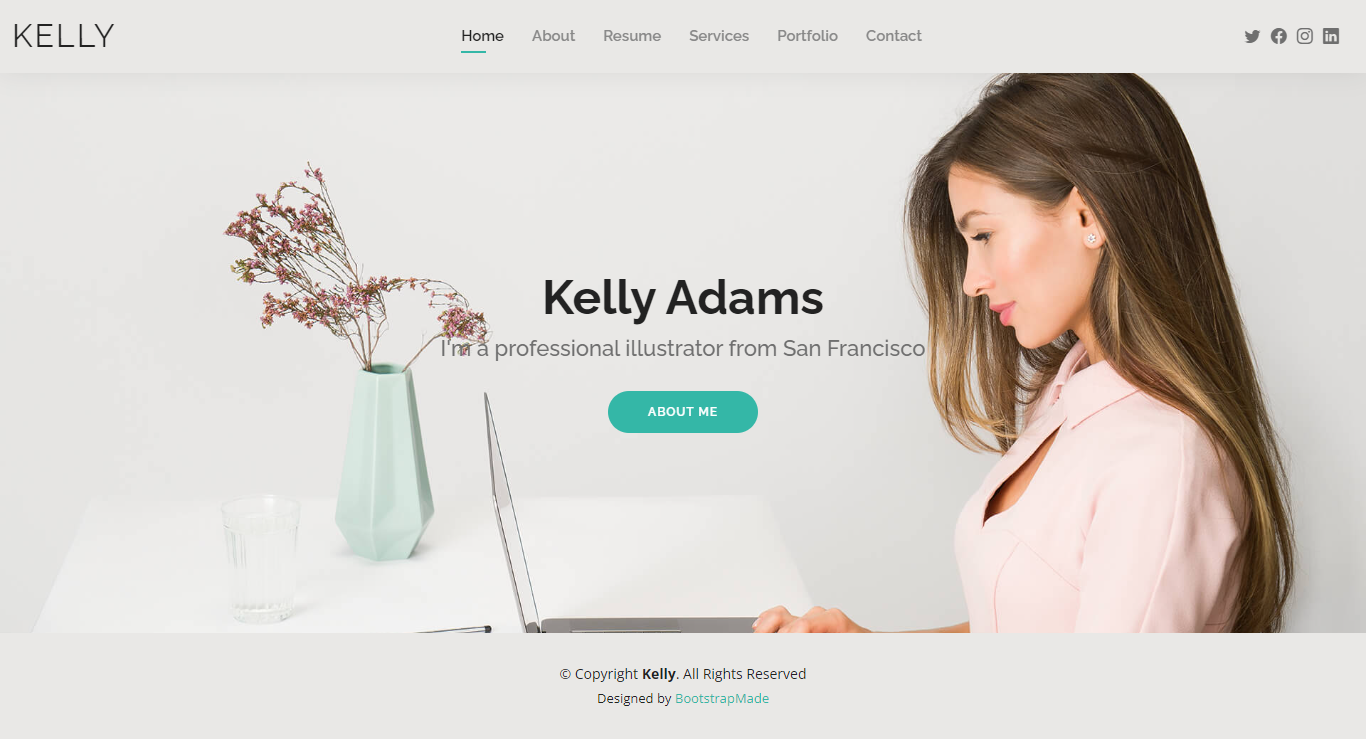 KELLY
Home About Resume Services Portfolio Contact
Kelly Adams
I'm a professional illustrator from San Francisco
ABOUT ME
© Copyright Kelly. All Rights Reserved
Designed by BootstrapMade